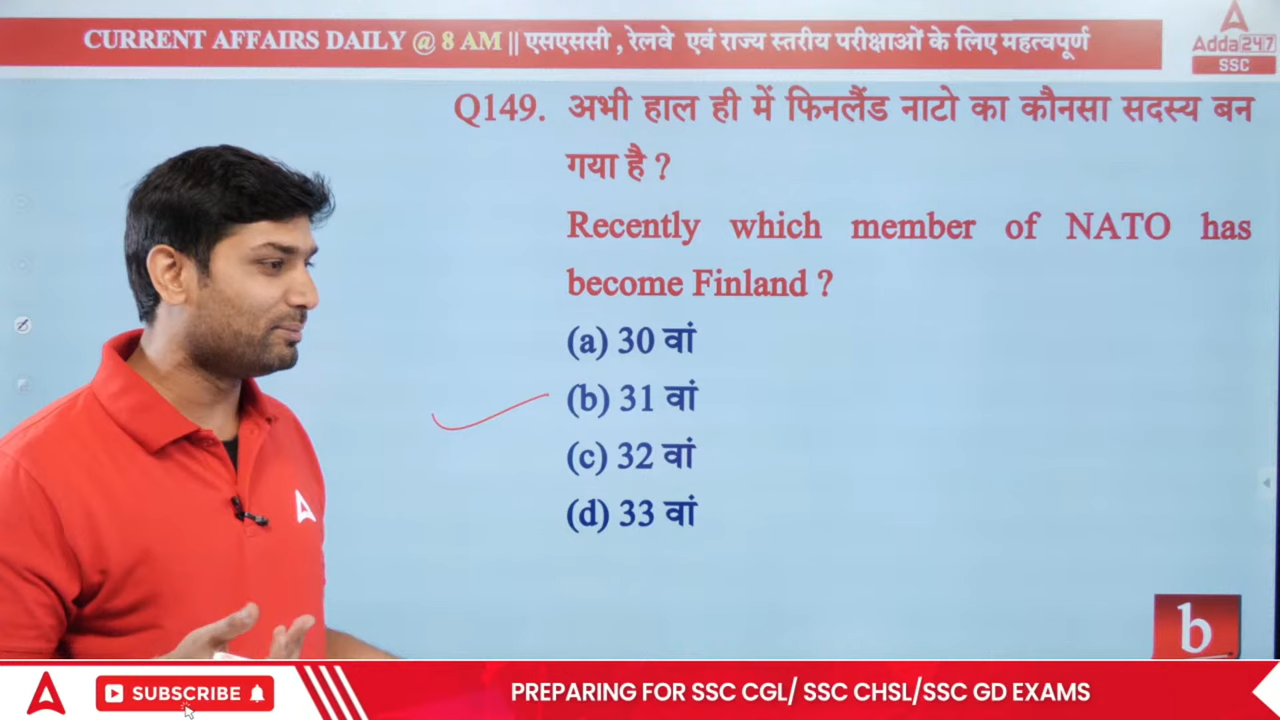 CURRENT AFFAIRS DAILY @ 8 AM || एसएससी , रेलवे एवं राज्य स्तरीय परीक्षाओं के लिए महत्वपूर्ण
Adda247
SSC
Q149. अभी हाल ही में फिनलैंड नाटो का कौनसा सदस्य बन
गया है ?
Recently which member of NATO has
become Finland ?
(a) 30 वां
(b) 31 वां
(c) 32 वां
(d) 33 वां
b
SUBSCRIBE
PREPARING FOR SSC CGL/ SSC CHSL/SSC GD EXAMS